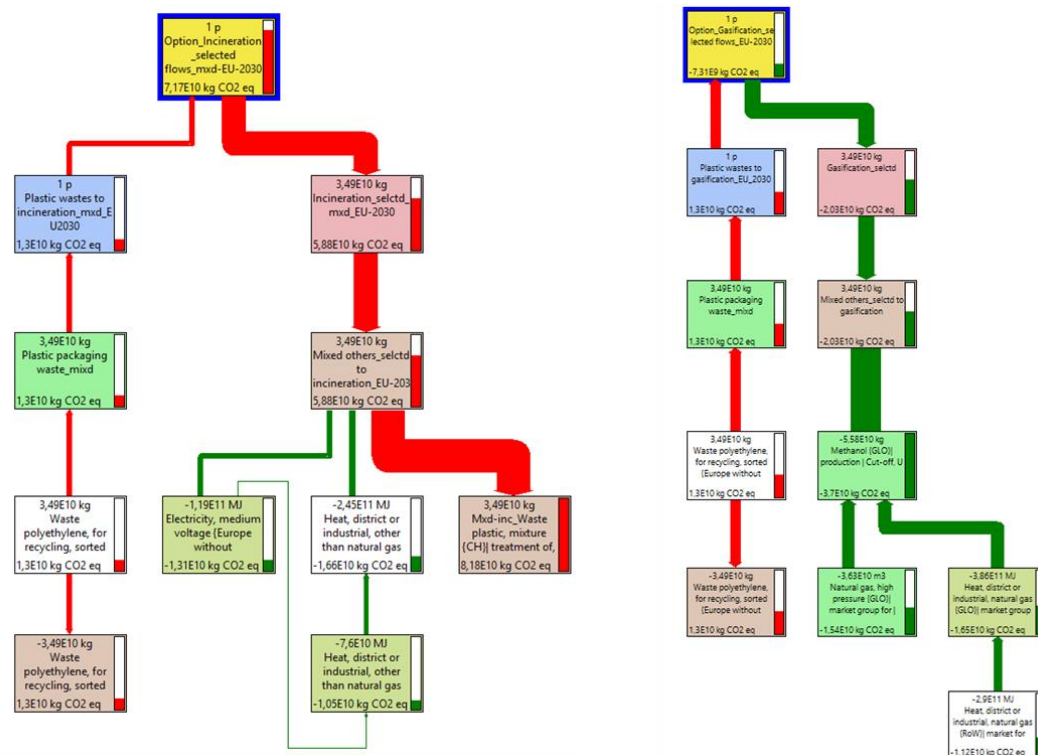 1 p
Option_Incineration
_selected
flows_mxd-EU-2030
7,17E10 kg CO2 eq
1 p
Plastic wastes to
incineration_mxd_E
U2030
1,3E10 kg CO2 eq
3,49E10 kg
Incineration_selctd_
mxd_EU-2030
5,88E10 kg CO2 eq
3,49E10 kg
Plastic packaging
waste_mixd
1,3E10 kg CO2 eq
3,49E10 kg
Mixed others_selctd
to
incineration_EU-203
5,88E10 kg CO2 eq
3,49E10 kg
Waste
polyethylene, for
recycling, sorted
1,3E10 kg CO2 eq
-1,19E11 MJ
Electricity, medium
voltage {Europe
without
-1,31E10 kg CO2 eq
-2,45E11 MJ
Heat, district or
industrial, other
than natural gas
-1,66E10 kg CO2 eq
3,49E10 kg
Mxd-inc_Waste
plastic, mixture
{CH}| treatment of,
8,18E10 kg CO2 eq
-3,49E10 kg
Waste
polyethylene, for
recycling, sorted
1,3E10 kg CO2 eq
-7,6E10 MJ
Heat, district or
industrial, other
than natural gas
-1,05E10 kg CO2 eq
1 p
Option_Gasification_se
lected flows_EU-2030
-7,31E9 kg CO2 eq
1 p
Plastic wastes to
gasification_EU_2030
1,3E10 kg CO2 eq
3,49E10 kg
Gasification_selctd
-2,03E10 kg CO2 eq
3,49E10 kg
Plastic packaging
waste_mixd
1,3E10 kg CO2 eq
3,49E10 kg
Mixed others_selctd to
gasification
-2,03E10 kg CO2 eq
3,49E10 kg
Waste polyethylene,
for recycling, sorted
{Europe without
1,3E10 kg CO2 eq
-5,58E10 kg
Methanol {GLO}|
production | Cut-off, U
-3,7E10 kg CO2 eq
-3,49E10 kg
Waste polyethylene,
for recycling, sorted
{Europe without
1,3E10 kg CO2 eq
-3,63E10 m3
Natural gas, high
pressure {GLO}|
market group for |
-1,54E10 kg CO2 eq
-3,86E11 MJ
Heat, district or
industrial, natural gas
{GLO}| market group
-1,65E10 kg CO2 eq
-2,9E11 MJ
Heat, district or
industrial, natural gas
{RoW}| market for
-1,12E10 kg CO2 eq